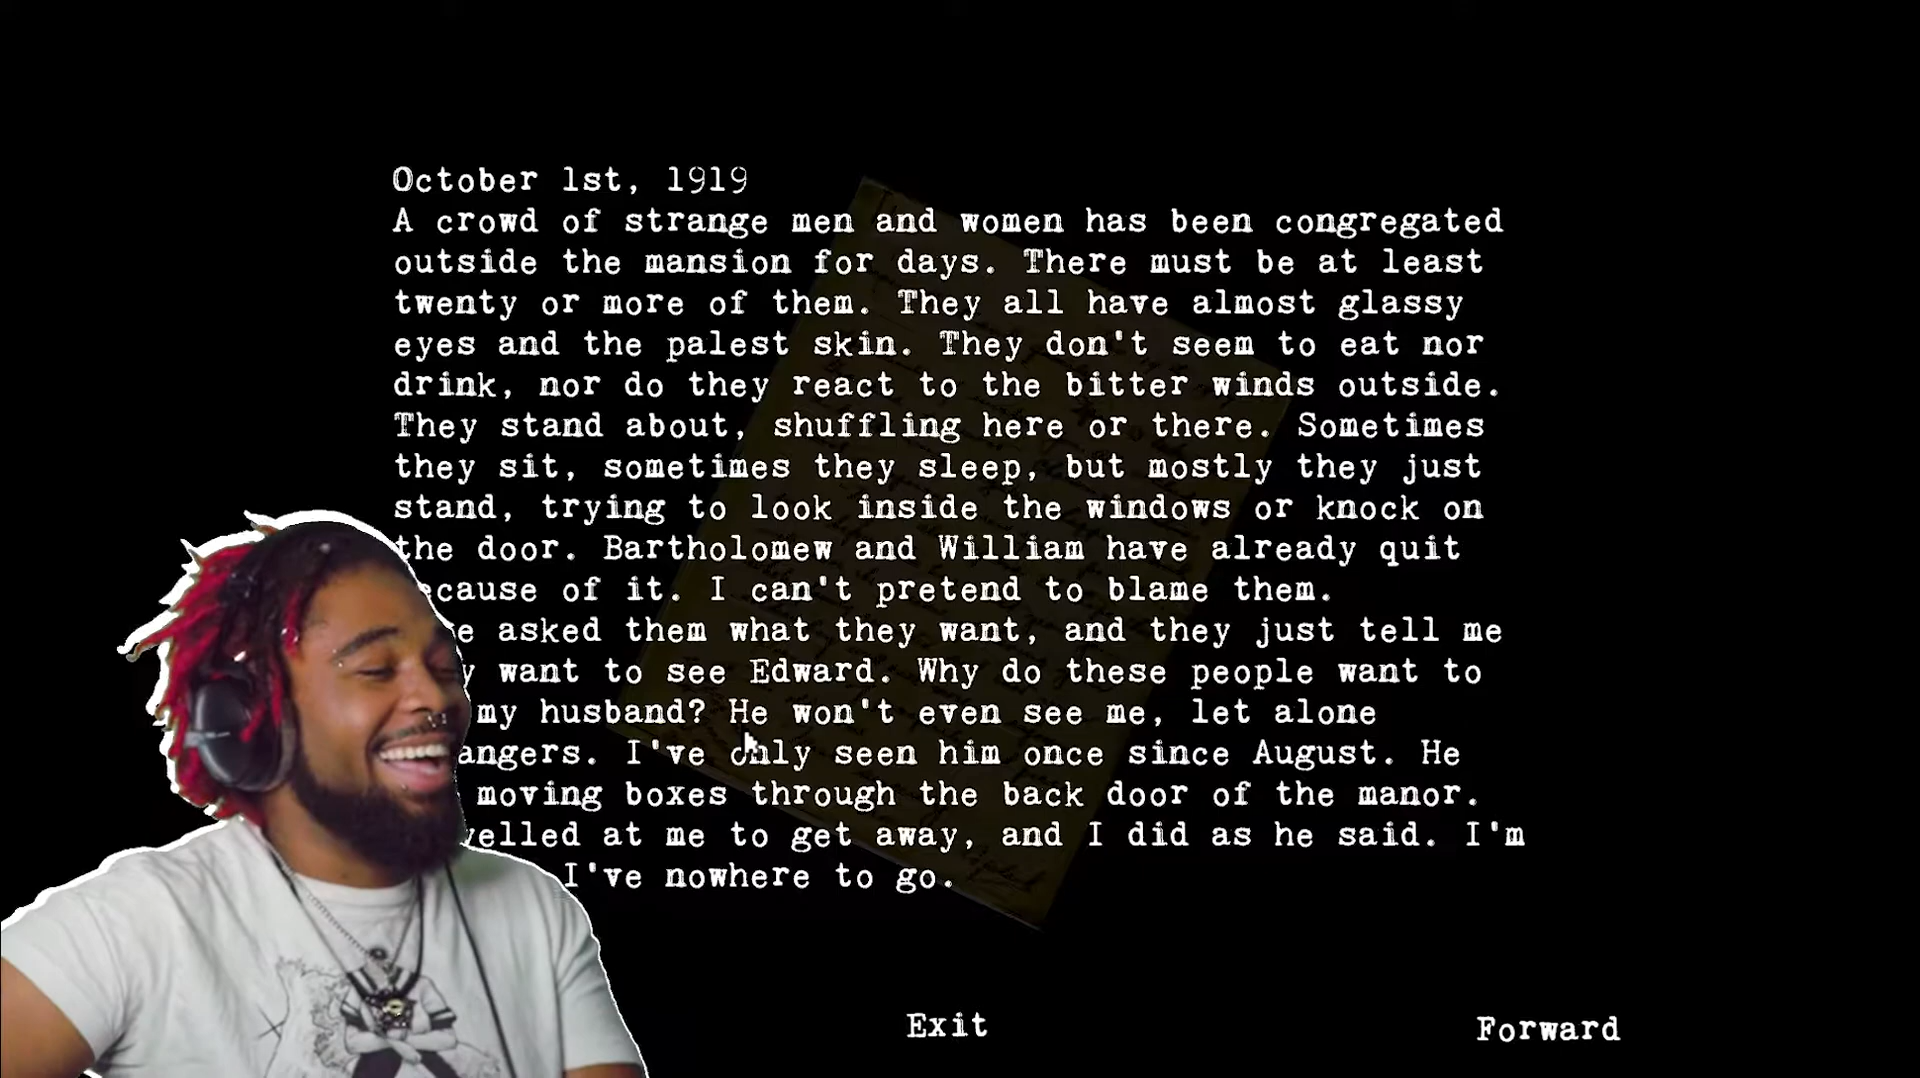 October 1st, 1919
A crowd of strange men and women has been congregated
outside the mansion for days. There must be at least
twenty or more of them. They all have almost glassy
eyes and the palest skin. They don't seem to eat nor
drink, nor do they react to the bitter winds outside.
They stand about, shuffling here or there. Sometimes
they sit, sometimes they sleep, but mostly they just
stand, trying to look inside the windows or knock on
the door. Bartholomew and William have already quit
cause of it. I can't pretend to blame them.
asked them what they want, and they just tell me
want to see Edward. Why do these people want to
my husband? He won't even see me, let alone
angers. I've only seen him once since August. He
moving boxes through the back door of the manor.
yelled at me to get away, and I did as he said. I'm
I've nowhere to go.
Exit
Forward